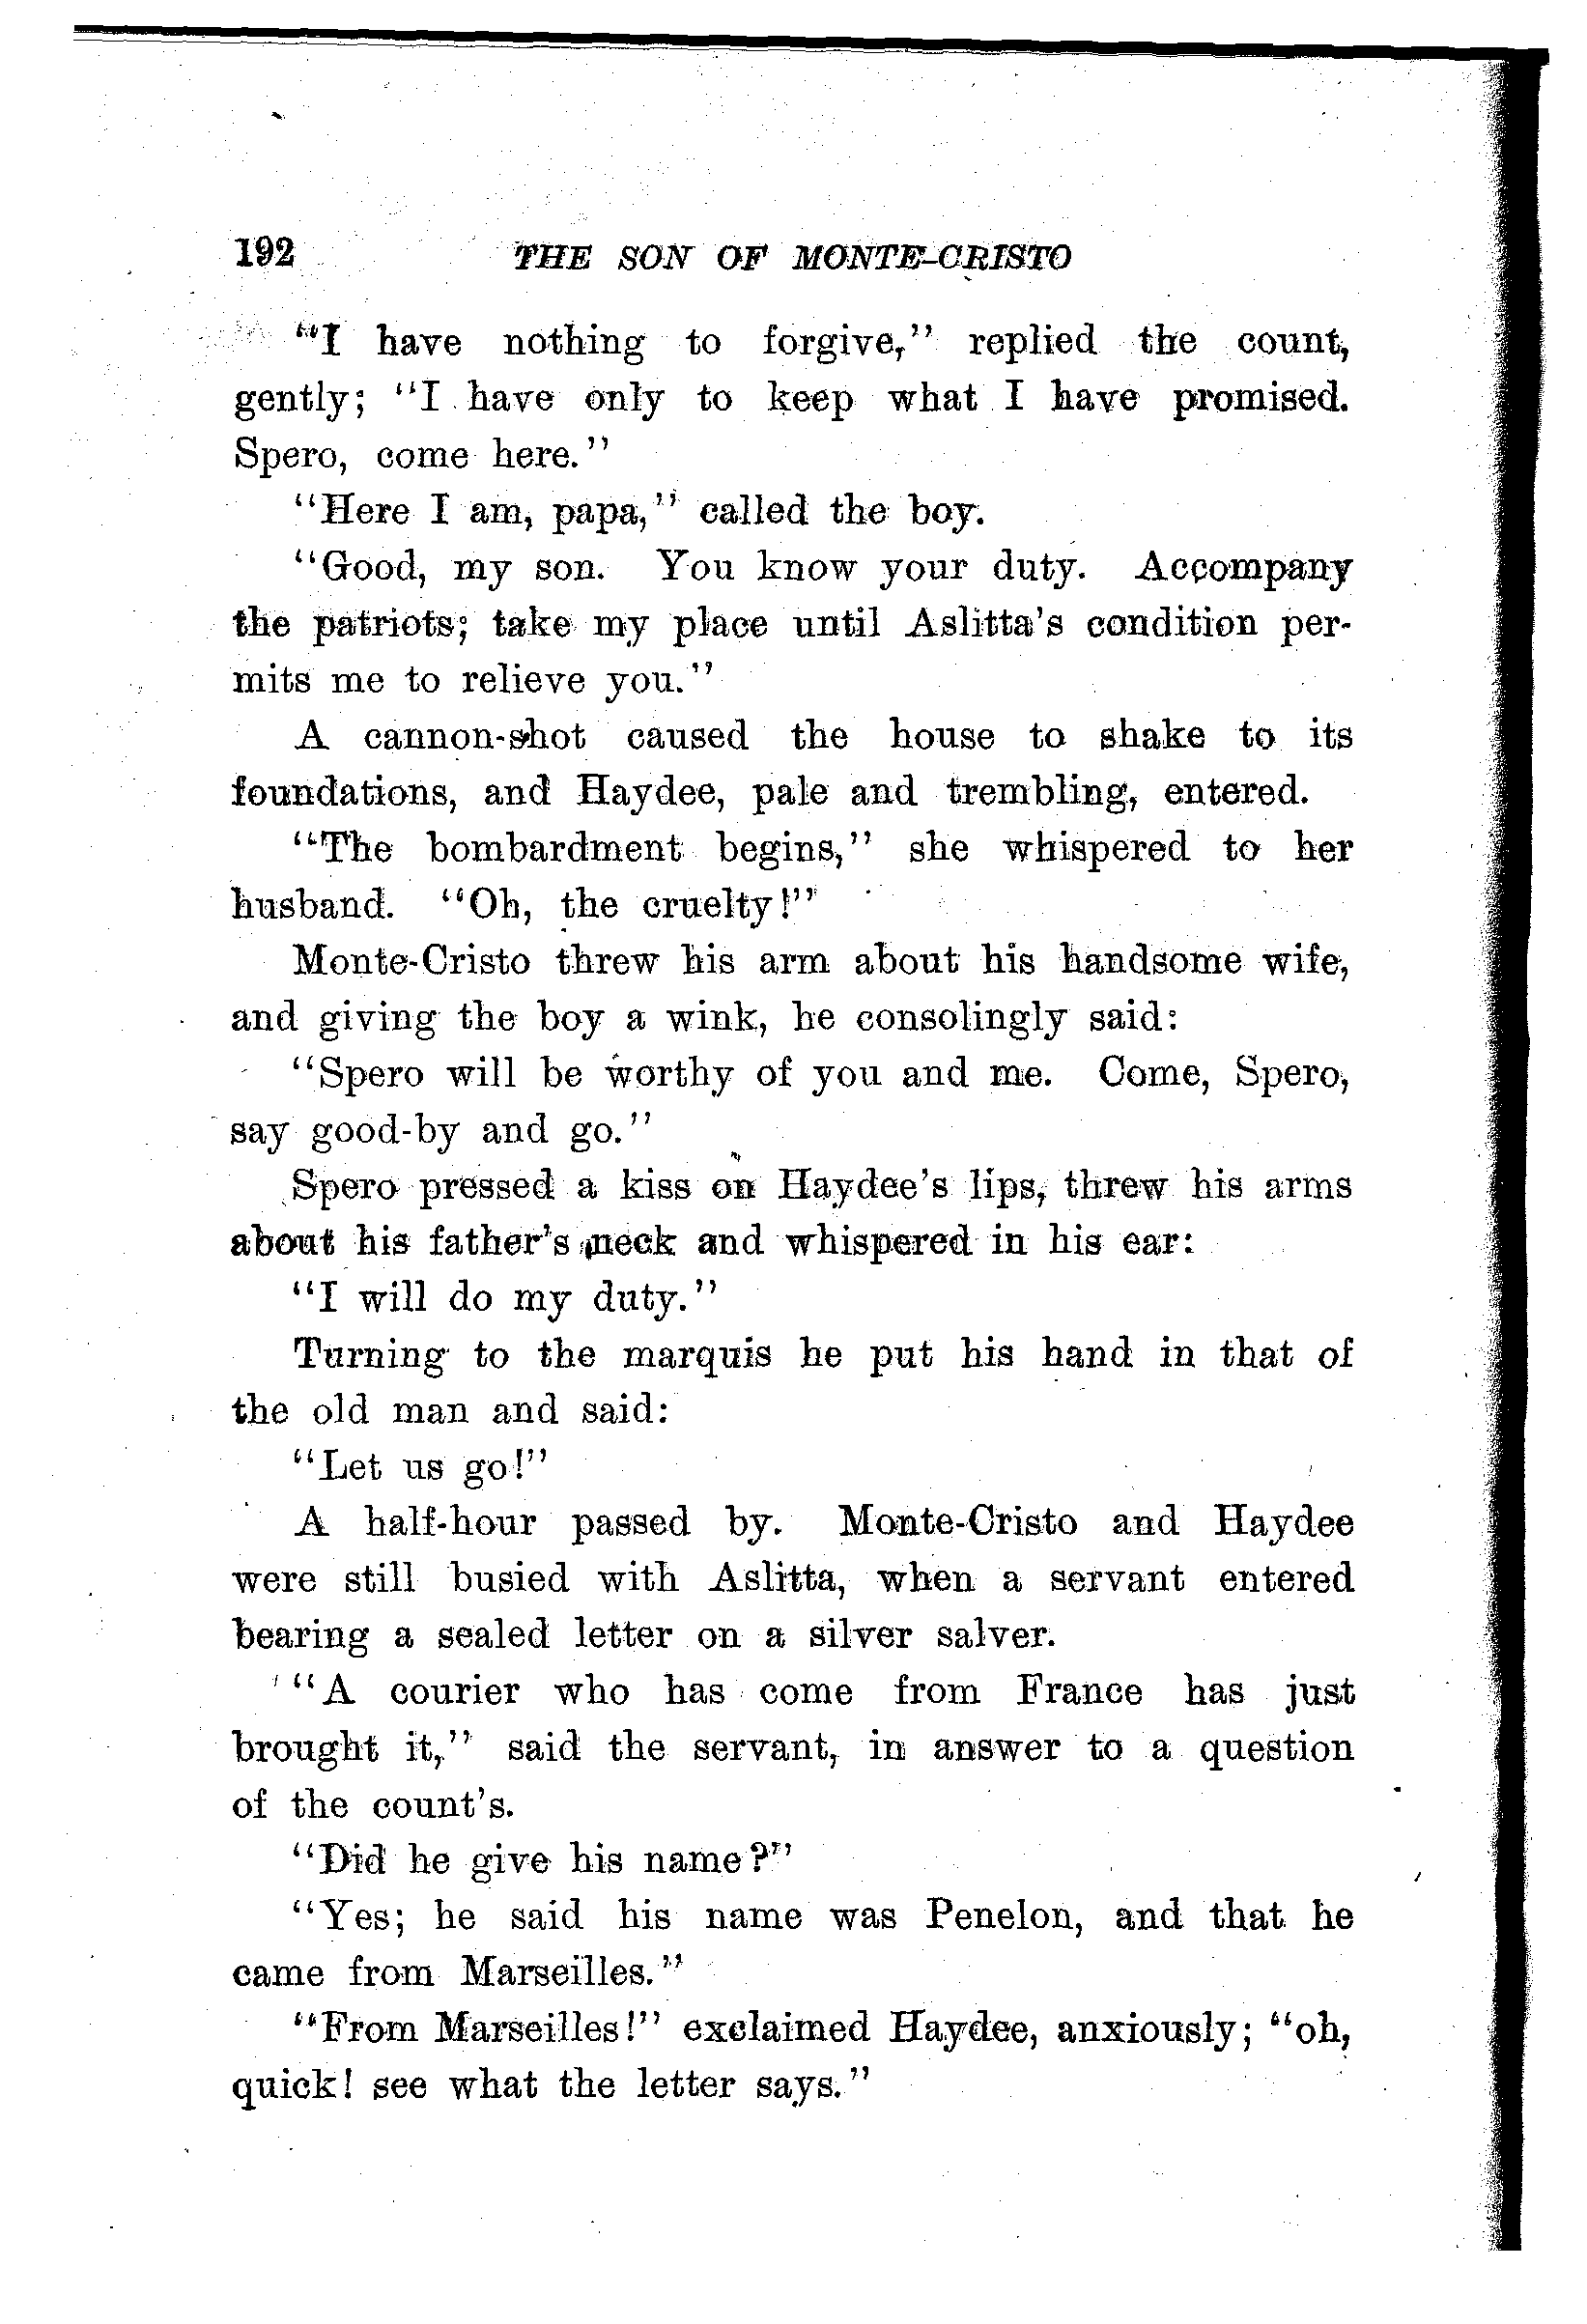 192 THE SON OF MONTE-CRISTO
"I have nothing to forgive," replied the count,
gently; "I have only to keep what I have promised.
Spero, come here."
"Here I am, papa," called the boy.
"Good, my son. You know your duty. Accompany
the patriots; take my place until Aslitta's condition per-
mits me to relieve you."
A cannon-shot caused the house to shake to its
foundations, and Haydee, pale and trembling, entered.
"The bombardment begins," she whispered to her
husband. "Oh, the cruelty!"
Monte-Cristo threw his arm about his handsome wife,
and giving the boy a wink, he consolingly said:
"Spero will be worthy of you and me. Come, Spero,
say good-by and go."
Spero pressed a kiss on Haydee's lips, threw his arms
about his father's neck and whispered in his ear:
"I will do my duty."
Turning to the marquis he put his hand in that of
the old man and said:
"Let us go!"
A half-hour passed by. Monte-Cristo and Haydee
were still busied with Aslitta, when a servant entered
bearing a sealed letter on a silver salver.
"A courier who has come from France has just
brought it," said the servant, in answer to a question
of the count's.
"Did he give his name?"
"Yes; he said his name was Penelon, and that he
came from Marseilles."
"From Marseilles!" exclaimed Haydee, anxiously; "oh,
quick! see what the letter says."